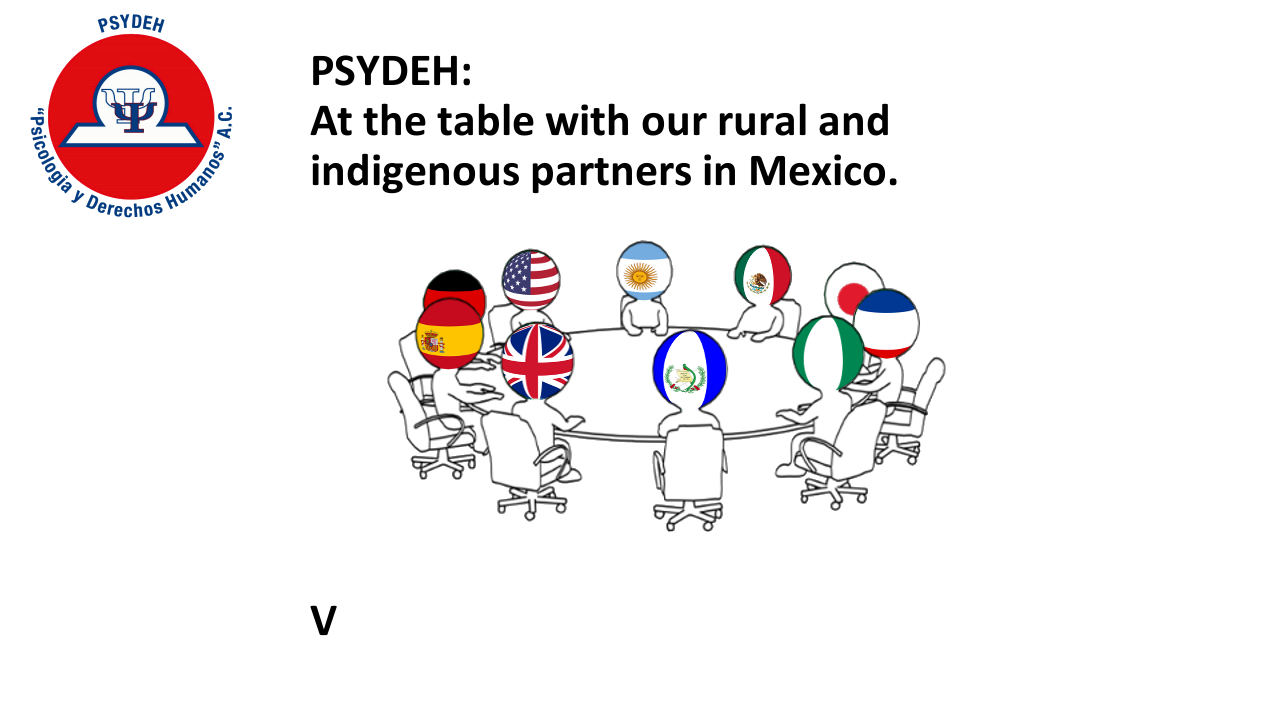 PSYDEH
"Psicología y Derechos Humanos" A.C.
PSYDEH:
At the table with our rural and
indigenous partners in Mexico.
V